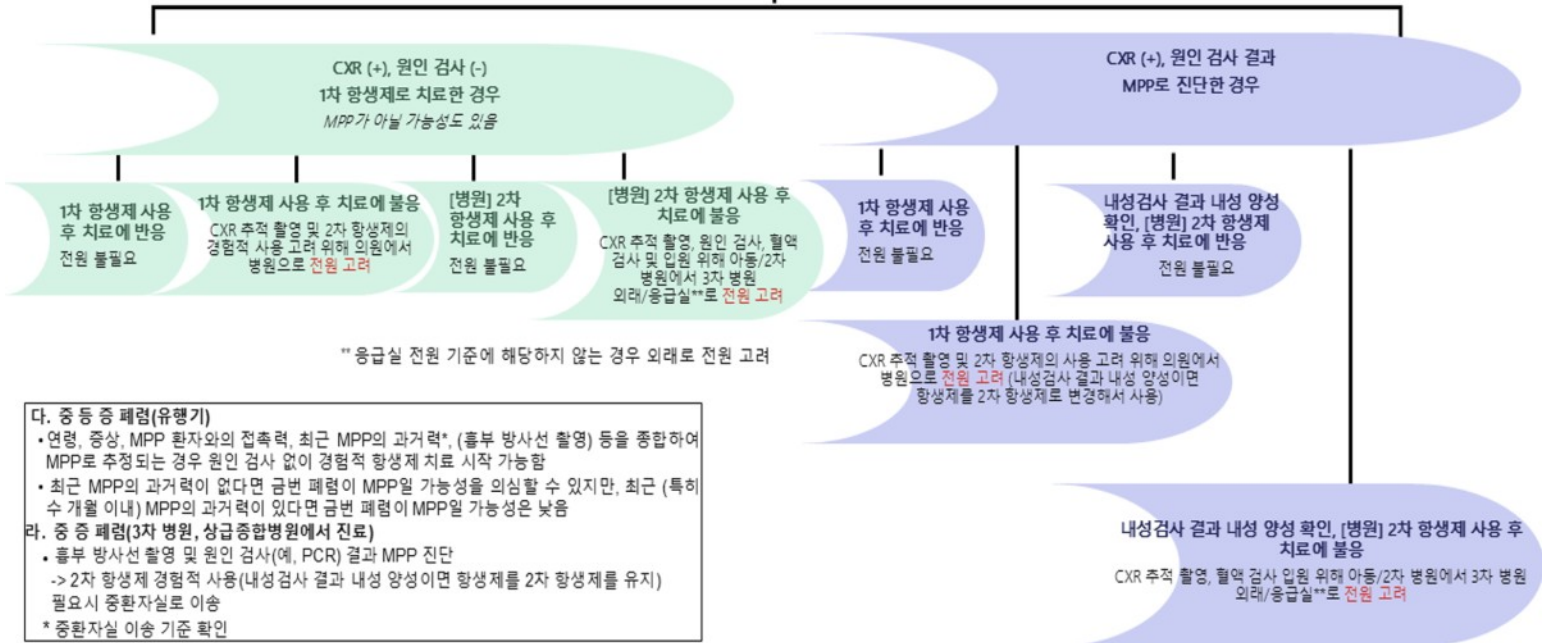 CXR (+), 원인 검사 (-)
1차 항생제로 치료한 경우
MPP가 아닐 가능성도 있음
CXR (+), 원인 검사 결과
MPP로 진단한 경우
1차 항생제 사용
후 치료에 반응
전원 불필요
1차 항생제 사용 후 치료에 불응
CXR 추적 촬영 및 2차 항생제의
경험적 사용 고려 위해 의원에서
병원으로 전원 고려
[병원] 2차
항생제 사용 후
치료에 반응
전원 불필요
[병원] 2차 항생제 사용 후
치료에 불응
CXR 추적 촬영, 원인 검사, 혈액
검사 및 입원 위해 아동/2차
병원에서 3차 병원
외래/응급실**로 전원 고려
1차 항생제 사용
후 치료에 반응
전원 불필요
내성검사 결과 내성 양성
확인, [병원] 2차 항생제
사용 후 치료에 반응
전원 불필요
** 응급실 전원 기준에 해당하지 않는 경우 외래로 전원 고려
1차 항생제 사용 후 치료에 불응
CXR 추적 촬영 및 2차 항생제의 사용 고려 위해 의원에서
병원으로 전원 고려 (내성검사 결과 내성 양성이면
항생제를 2차 항생제로 변경해서 사용)
다. 중등증 폐렴(유행기)
• 연령, 증상, MPP 환자와의 접촉력, 최근 MPP의 과거력*, (흉부 방사선 촬영) 등을 종합하여
MPP로 추정되는 경우 원인 검사 없이 경험적 항생제 치료 시작 가능함
• 최근 MPP의 과거력이 없다면 금번 폐렴이 MPP일 가능성을 의심할 수 있지만, 최근 (특히
수 개월 이내) MPP의 과거력이 있다면 금번 폐렴이 MPP일 가능성은 낮음
라. 중증 폐렴(3차 병원, 상급종합병원에서 진료)
• 흉부 방사선 촬영 및 원인 검사(예, PCR) 결과 MPP 진단
-> 2차 항생제 경험적 사용(내성검사 결과 내성 양성이면 항생제를 2차 항생제를 유지)
필요시 중환자실로 이송
* 중환자실 이송 기준 확인
내성검사 결과 내성 양성 확인, [병원] 2차 항생제 사용 후
치료에 불응
CXR 추적 촬영, 혈액 검사 입원 위해 아동/2차 병원에서 3차 병원
외래/응급실**로 전원 고려